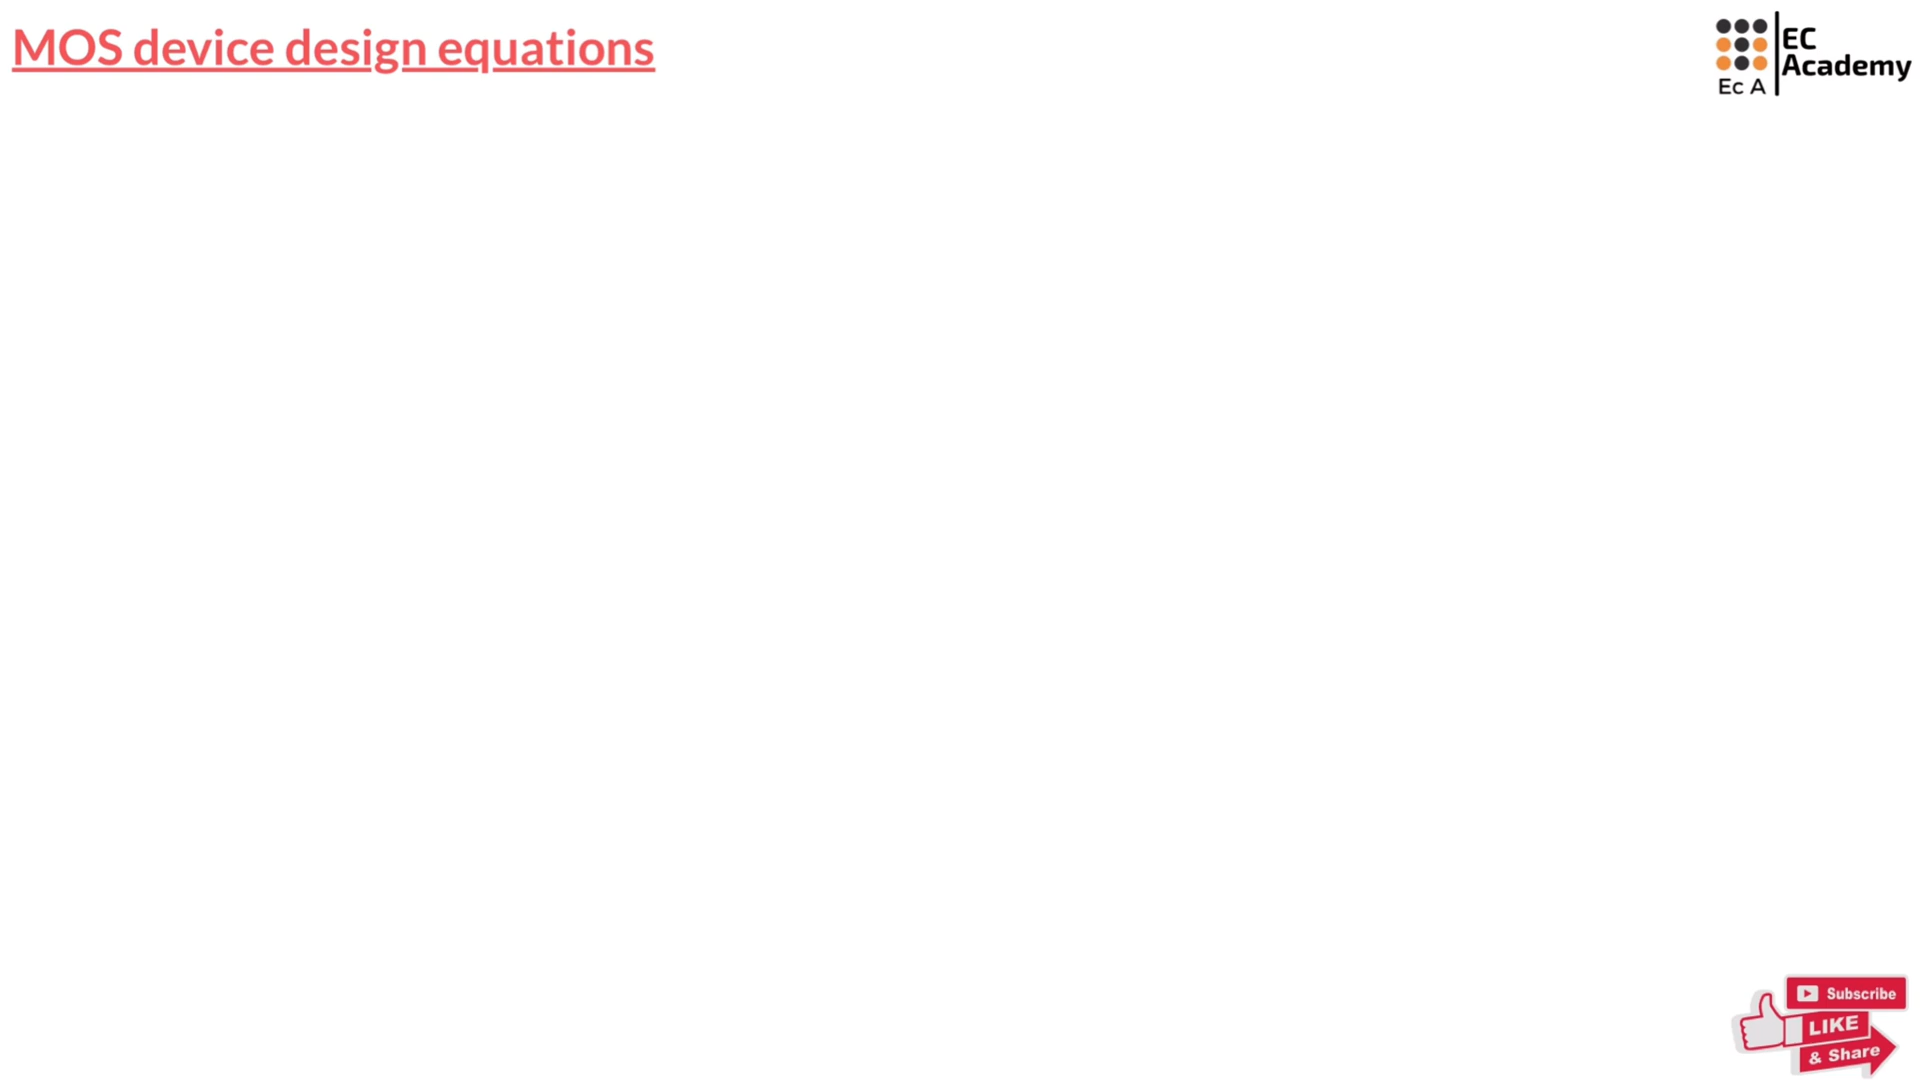 MOS device design equations
EC
Academy
Ec A
Subscribe
LIKE
& Share